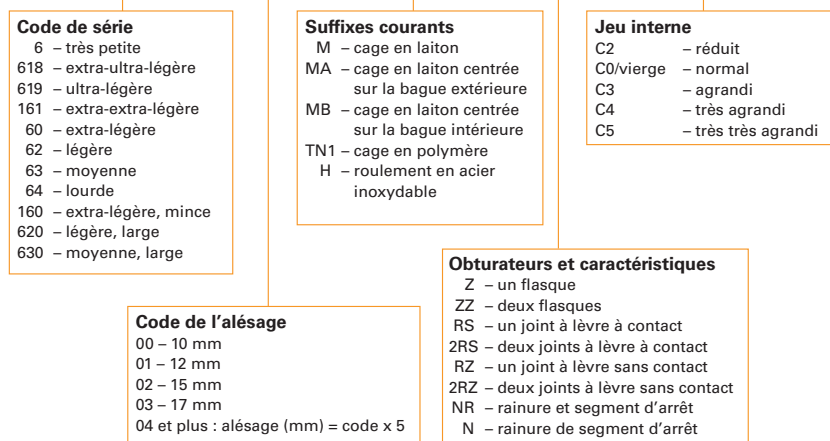 Code de série
6 – très petite
618 – extra-ultra-légère
619 – ultra-légère
161 – extra-extra-légère
60 – extra-légère
62 – légère
63 – moyenne
64 – lourde
160 – extra-légère, mince
620 – légère, large
630 – moyenne, large
Suffixes courants
M – cage en laiton
MA – cage en laiton centrée
sur la bague extérieure
MB – cage en laiton centrée
sur la bague intérieure
TN1 – cage en polymère
H – roulement en acier
inoxydable
Jeu interne
C2 – réduit
C0/vierge – normal
C3 – agrandi
C4 – très agrandi
C5 – très très agrandi
Code de l’alésage
00 – 10 mm
01 – 12 mm
02 – 15 mm
03 – 17 mm
04 et plus : alésage (mm) = code x 5
Obturateurs et caractéristiques
Z – un flasque
ZZ – deux flasques
RS – un joint à lèvre à contact
2RS – deux joints à lèvre à contact
RZ – un joint à lèvre sans contact
2RZ – deux joints à lèvre sans contact
NR – rainure et segment d’arrêt
N – rainure de segment d’arrêt